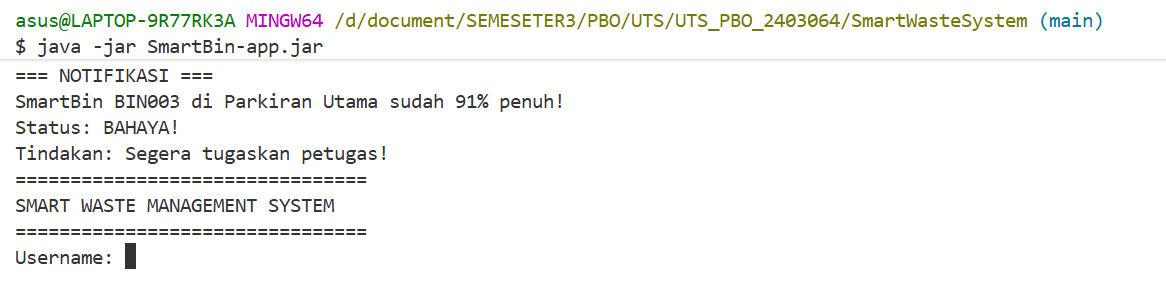 asus@LAPTOP-9R77RK3A MINGW64 /d/document/SEMESETER3/PBO/UTS/UTS_PBO_2403064/SmartWasteSystem (main)
$ java -jar SmartBin-app.jar
=== NOTIFIKASI ===
SmartBin BIN003 di Parkiran Utama sudah 91% penuh!
Status: BAHAYA!
Tindakan: Segera tugaskan petugas!
================================
SMART WASTE MANAGEMENT SYSTEM
================================
Username: